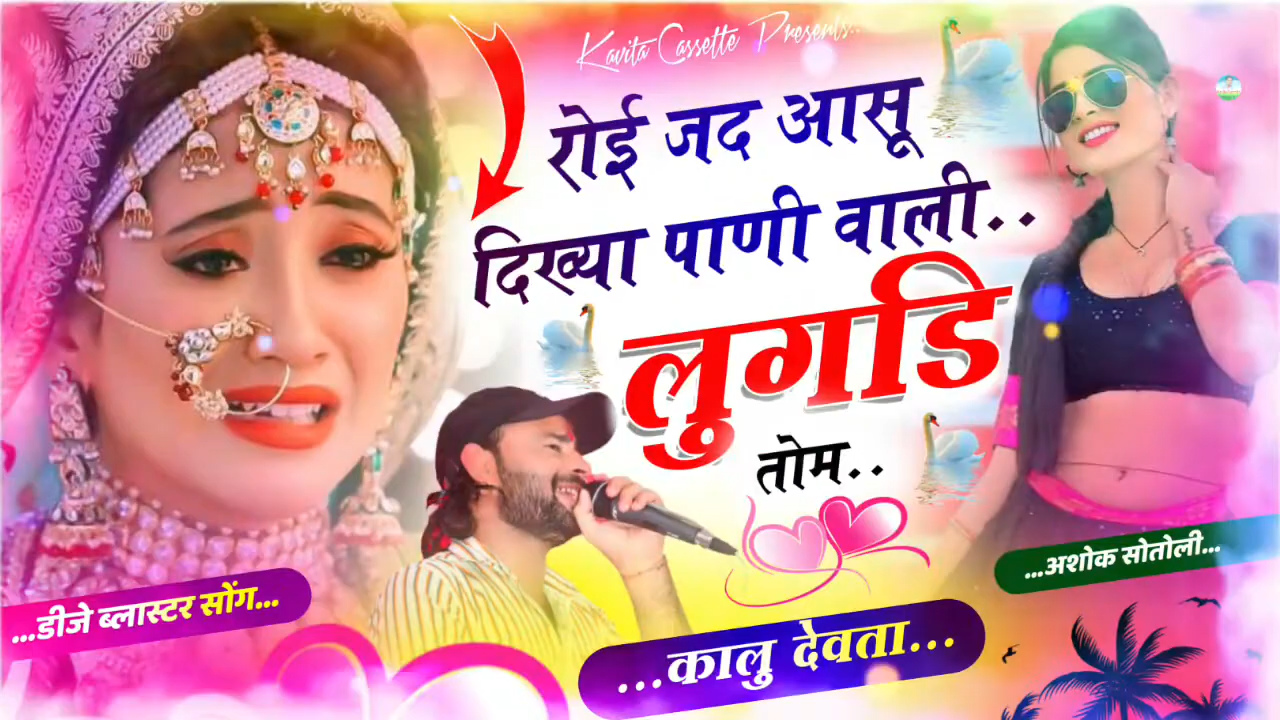 Kavita Cassette Presents..
रोई जद आसू
दिख्या पाणी वाली..
लुगडि
तोम..
...अशोक सोतोली...
...डीजे ब्लास्टर सोंग...
...कालु देवता...